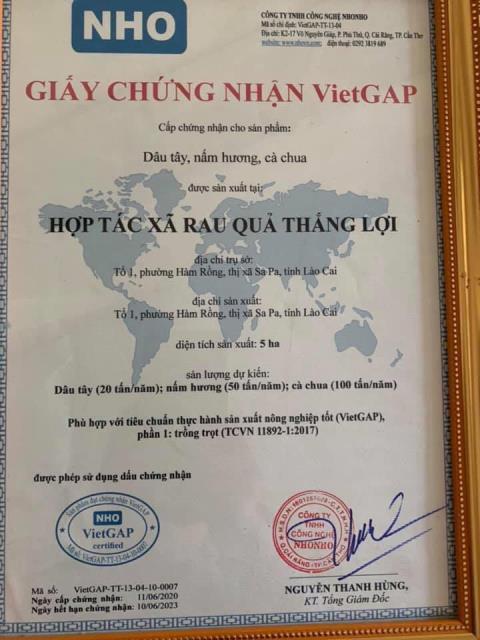 NHO
CÔNG TY TNHH CÔNG NGHỆ NHONHO
Mã số chỉ định: VietGAP-TT-13-04
Địa chỉ: K2-17 Võ Nguyên Giáp, P. Phú Thứ, Q. Cái Răng, TP. Cần Thơ
website: www.nhovn.com; điện thoại: 0292 3819 689
GIẤY CHỨNG NHẬN VietGAP
Cấp chứng nhận cho sản phẩm:
Dâu tây, nấm hương, cà chua
được sản xuất tại:
HỢP TÁC XÃ RAU QUẢ THẮNG LỢI
địa chỉ trụ sở:
Tổ 1, phường Hàm Rồng, thị xã Sa Pa, tỉnh Lào Cai
địa chỉ sản xuất:
Tổ 1, phường Hàm Rồng, thị xã Sa Pa, tỉnh Lào Cai
diện tích sản xuất: 5 ha
sản lượng dự kiến:
Dâu tây (20 tấn/năm); nấm hương (50 tấn/năm); cà chua (100 tấn/năm)
Phù hợp với tiêu chuẩn thực hành sản xuất nông nghiệp tốt (VietGAP),
phần 1: trồng trọt (TCVN 11892-1:2017)
được phép sử dụng dấu chứng nhận
Sản phẩm đạt chứng nhận VietGAP
NHO
VietGAP
certified
Mã số: VietGAP-TT-13-04-10-0007
CÔNG TY
TNHH
CÔNG NGHỆ
NHONHO
Q.CÁI RĂNG-TP.CẦN THƠ
NGUYỄN THANH HÙNG,
KT. Tổng Giám Đốc
Mã số: VietGAP-TT-13-04-10-0007
Ngày cấp chứng nhận: 11/06/2020
Ngày hết hạn chứng nhận: 10/06/2023